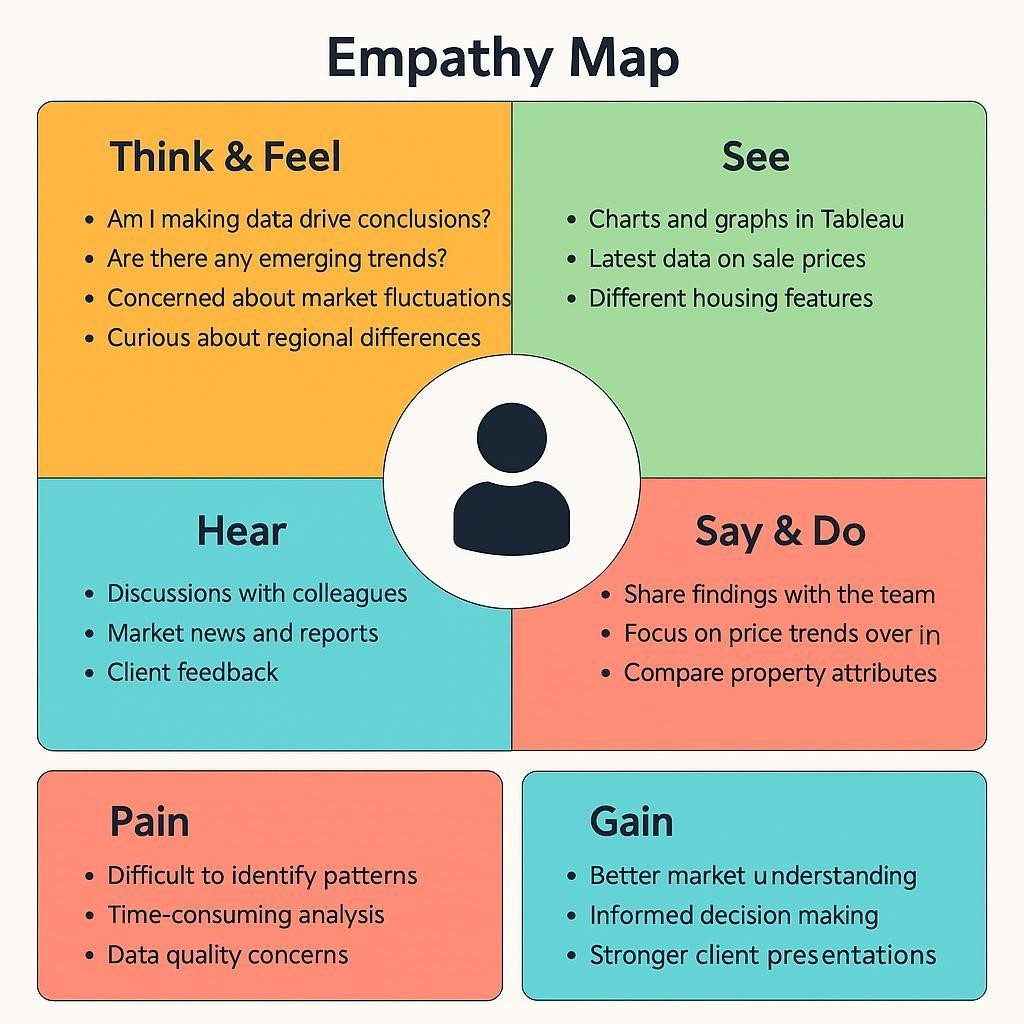 Empathy Map
Think & Feel
• Am I making data drive conclusions?
• Are there any emerging trends?
• Concerned about market fluctuations
• Curious about regional differences
See
• Charts and graphs in Tableau
• Latest data on sale prices
• Different housing features
Hear
• Discussions with colleagues
• Market news and reports
• Client feedback
Say & Do
• Share findings with the team
• Focus on price trends over in
• Compare property attributes
Pain
• Difficult to identify patterns
• Time-consuming analysis
• Data quality concerns
Gain
• Better market understanding
• Informed decision making
• Stronger client presentations